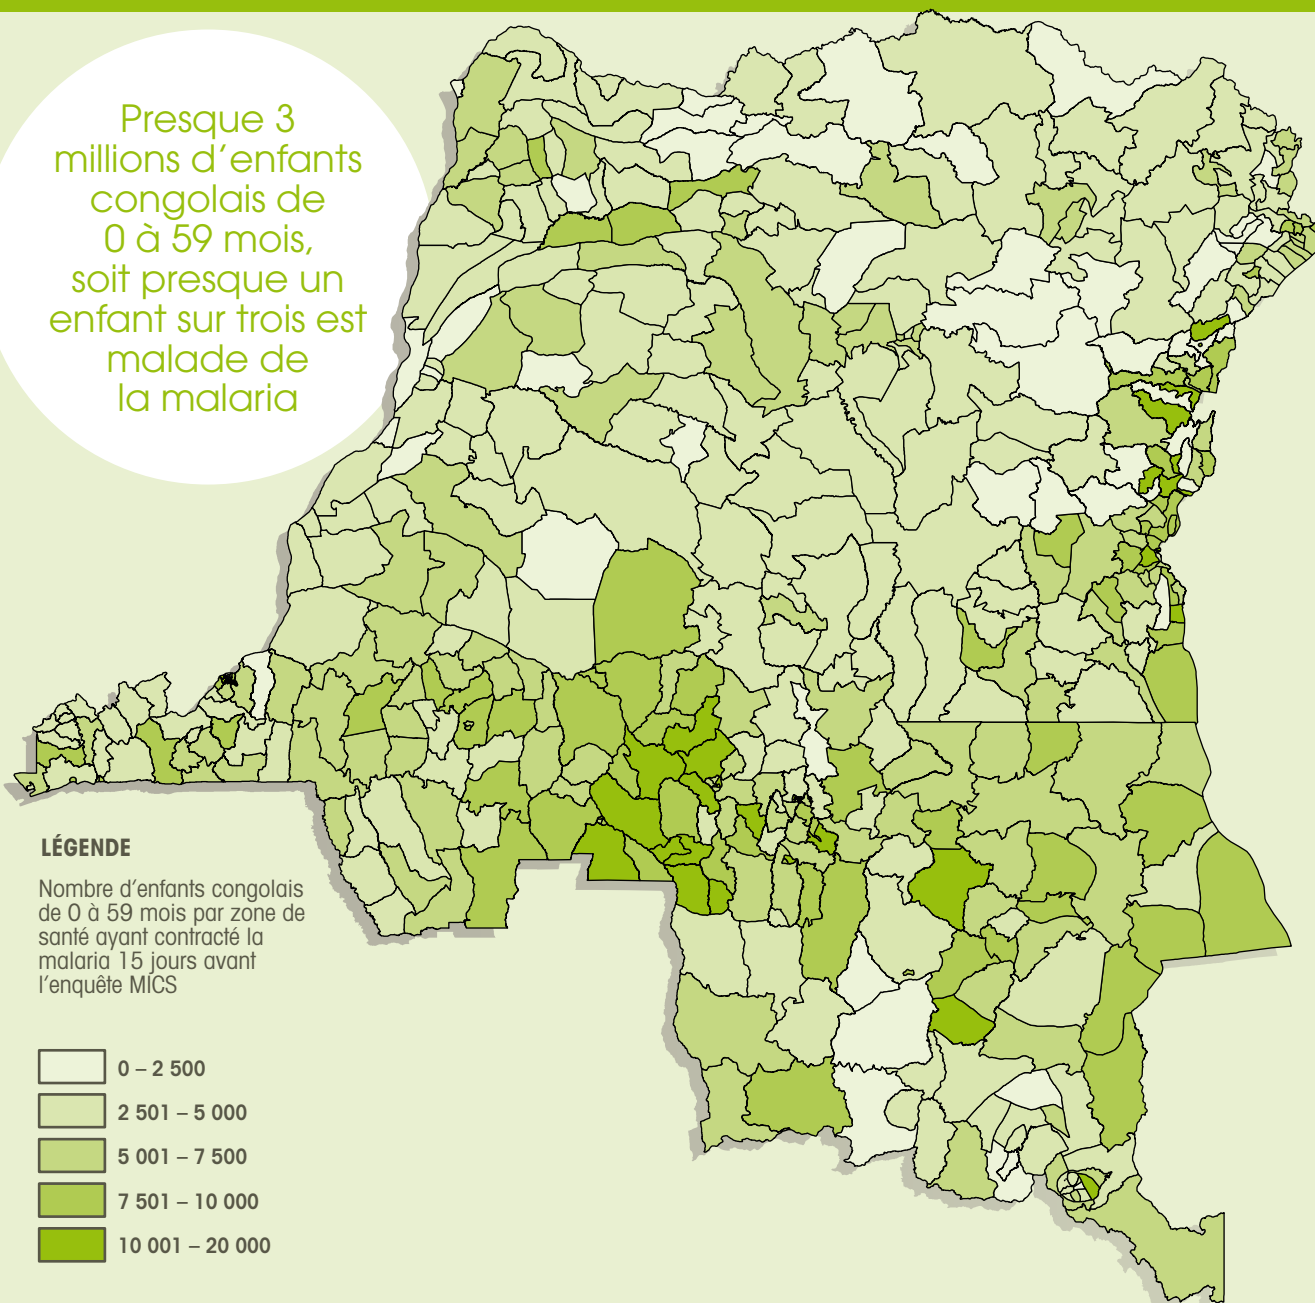 Presque 3
millions d'enfants
congolais de
0 à 59 mois,
soit presque un
enfant sur trois est
malade de
la malaria
LÉGENDE
Nombre d'enfants congolais
de 0 à 59 mois par zone de
santé ayant contracté la
malaria 15 jours avant
l'enquête MICS
0 – 2 500
2 501 – 5 000
5 001 – 7 500
7 501 – 10 000
10 001 – 20 000